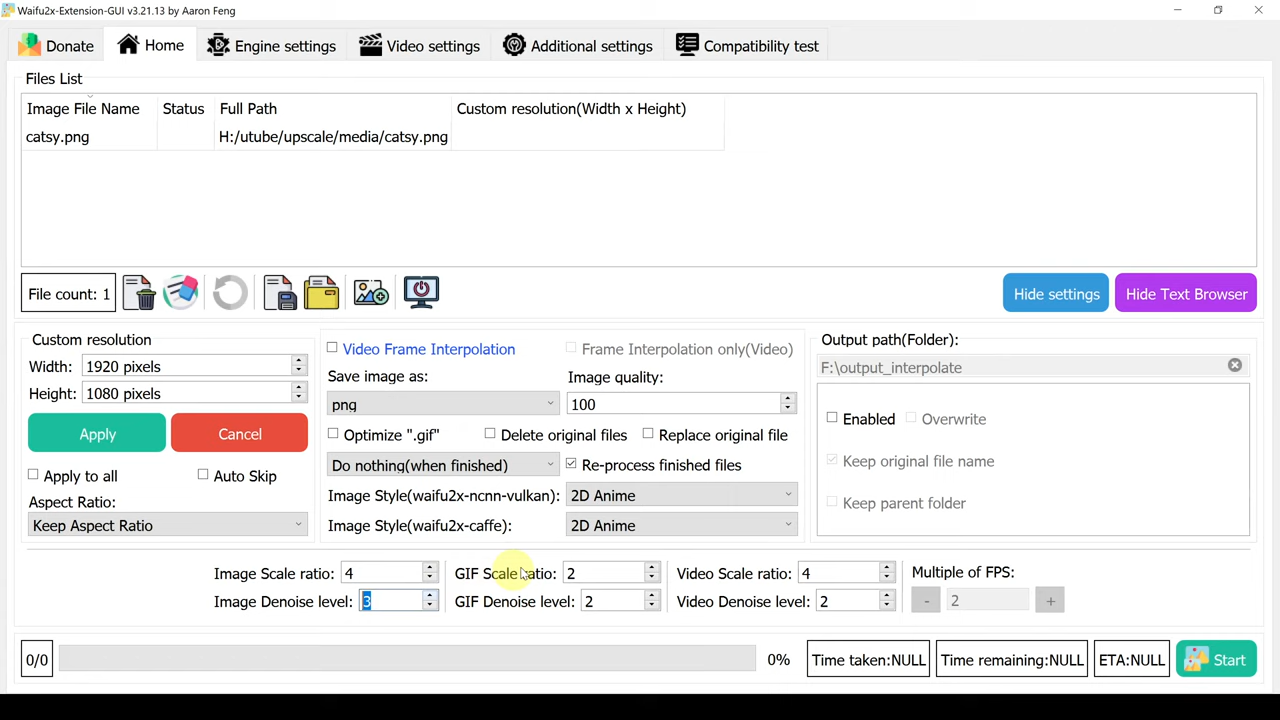 Waifu2x-Extension-GUI v3.21.13 by Aaron Feng
Donate
Home
Engine settings
Video settings
Additional settings
Compatibility test
Files List
Image File Name
Status
Full Path
Custom resolution(Width x Height)
catsy.png
H:/utube/upscale/media/catsy.png
File count: 1
Hide settings
Hide Text Browser
Custom resolution
Width: 1920 pixels
Height: 1080 pixels
Apply
Cancel
Apply to all
Auto Skip
Aspect Ratio:
Keep Aspect Ratio
Video Frame Interpolation
Frame Interpolation only(Video)
Save image as:
Image quality:
png
100
Optimize ".gif"
Delete original files
Replace original file
Do nothing(when finished)
Re-process finished files
Image Style(waifu2x-ncnn-vulkan): 2D Anime
Image Style(waifu2x-caffe): 2D Anime
Output path(Folder):
F:\output_interpolate
Enabled
Overwrite
Keep original file name
Keep parent folder
Image Scale ratio: 4
GIF Scale ratio: 2
Video Scale ratio: 4
Multiple of FPS:
Image Denoise level: 3
GIF Denoise level: 2
Video Denoise level: 2
- 2 +
0/0
0%
Time taken:NULL
Time remaining:NULL
ETA:NULL
Start